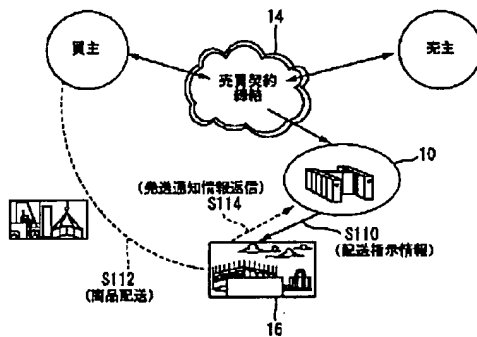 14
買主
売主
売買契約
締結
10
(発送通知情報返信)
S114
S110
(配送指示情報)
S112
(商品配送)
16